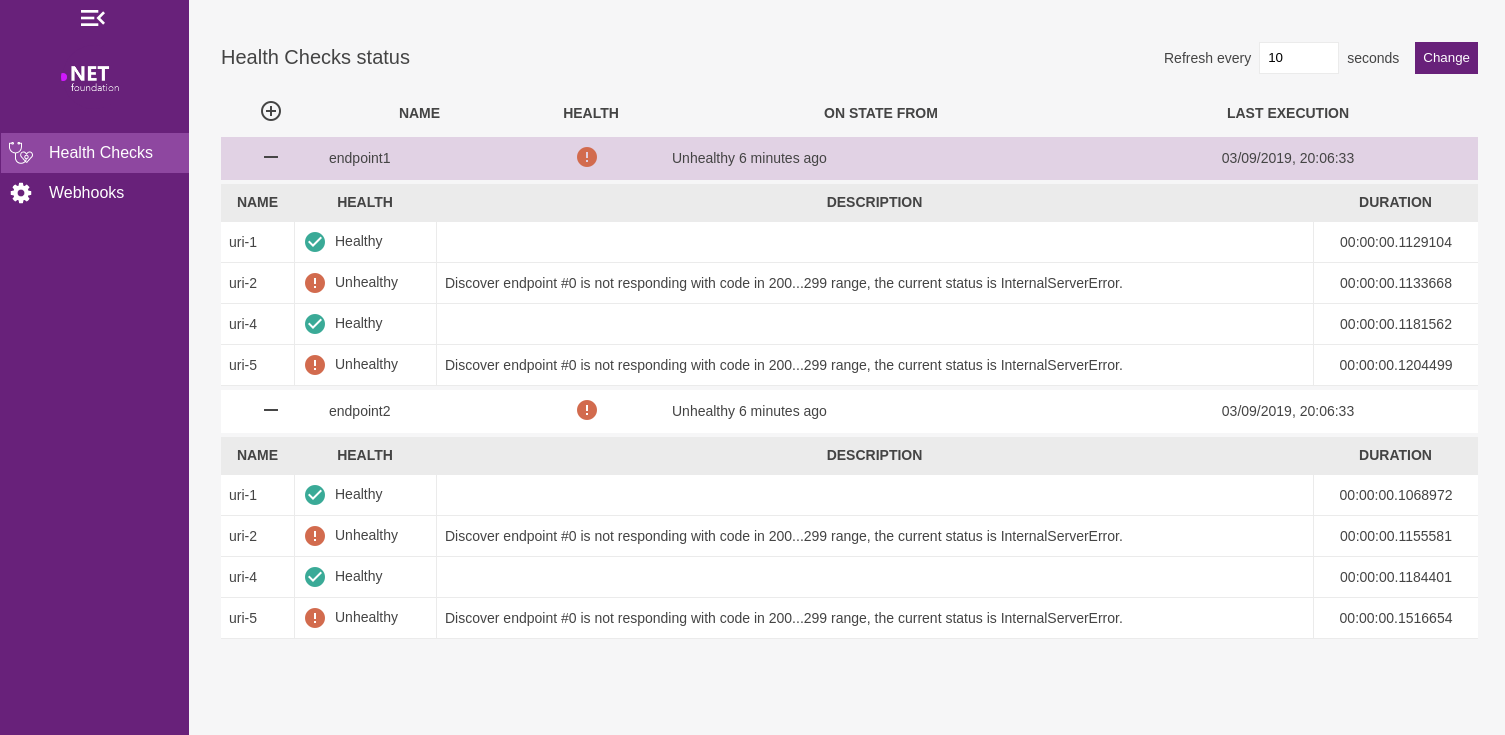 NET
foundation
Health Checks
Webhooks
Health Checks status
Refresh every 10 seconds Change
NAME HEALTH ON STATE FROM LAST EXECUTION
endpoint1 Unhealthy 6 minutes ago 03/09/2019, 20:06:33
NAME HEALTH DESCRIPTION DURATION
uri-1 Healthy 00:00:00.1129104
uri-2 Unhealthy Discover endpoint #0 is not responding with code in 200...299 range, the current status is InternalServerError. 00:00:00.1133668
uri-4 Healthy 00:00:00.1181562
uri-5 Unhealthy Discover endpoint #0 is not responding with code in 200...299 range, the current status is InternalServerError. 00:00:00.1204499
endpoint2 Unhealthy 6 minutes ago 03/09/2019, 20:06:33
NAME HEALTH DESCRIPTION DURATION
uri-1 Healthy 00:00:00.1068972
uri-2 Unhealthy Discover endpoint #0 is not responding with code in 200...299 range, the current status is InternalServerError. 00:00:00.1155581
uri-4 Healthy 00:00:00.1184401
uri-5 Unhealthy Discover endpoint #0 is not responding with code in 200...299 range, the current status is InternalServerError. 00:00:00.1516654